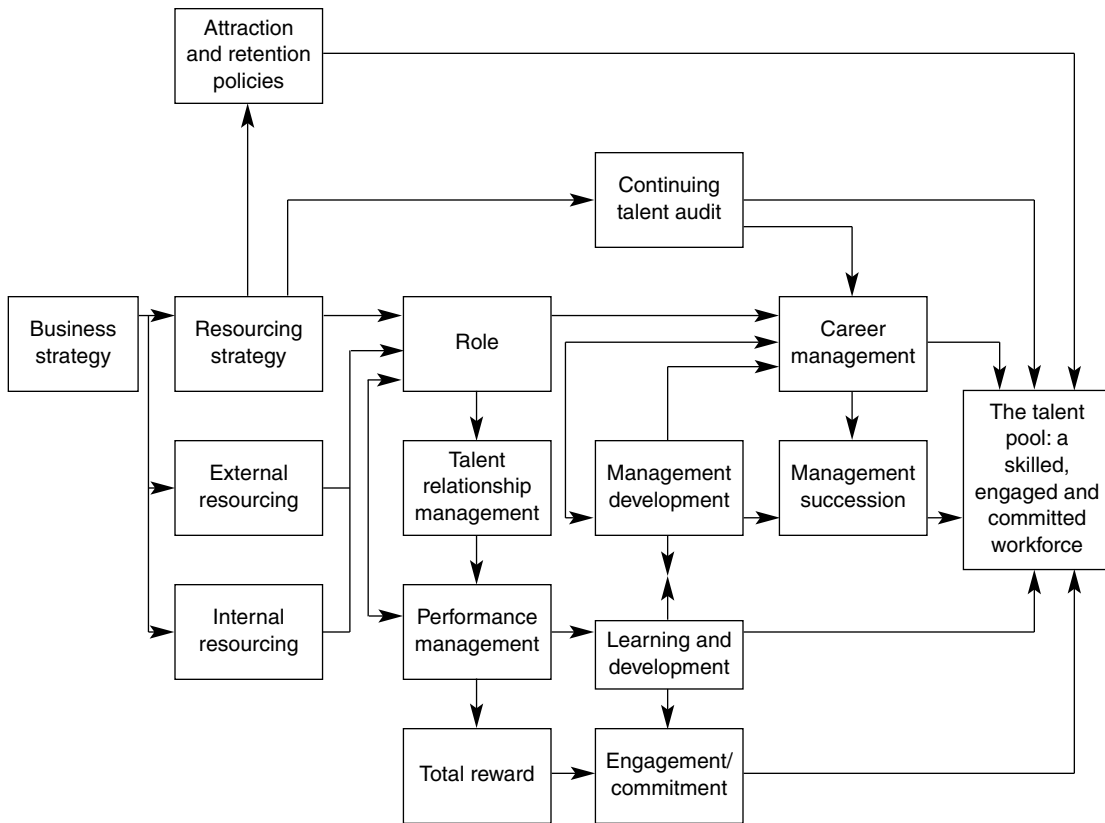 Attraction
and retention
policies
Continuing
talent audit
Business
strategy
Resourcing
strategy
Role
Career
management
External
resourcing
Talent
relationship
management
Management
development
Management
succession
The talent
pool: a
skilled,
engaged and
committed
workforce
Internal
resourcing
Performance
management
Learning and
development
Total reward
Engagement/
commitment